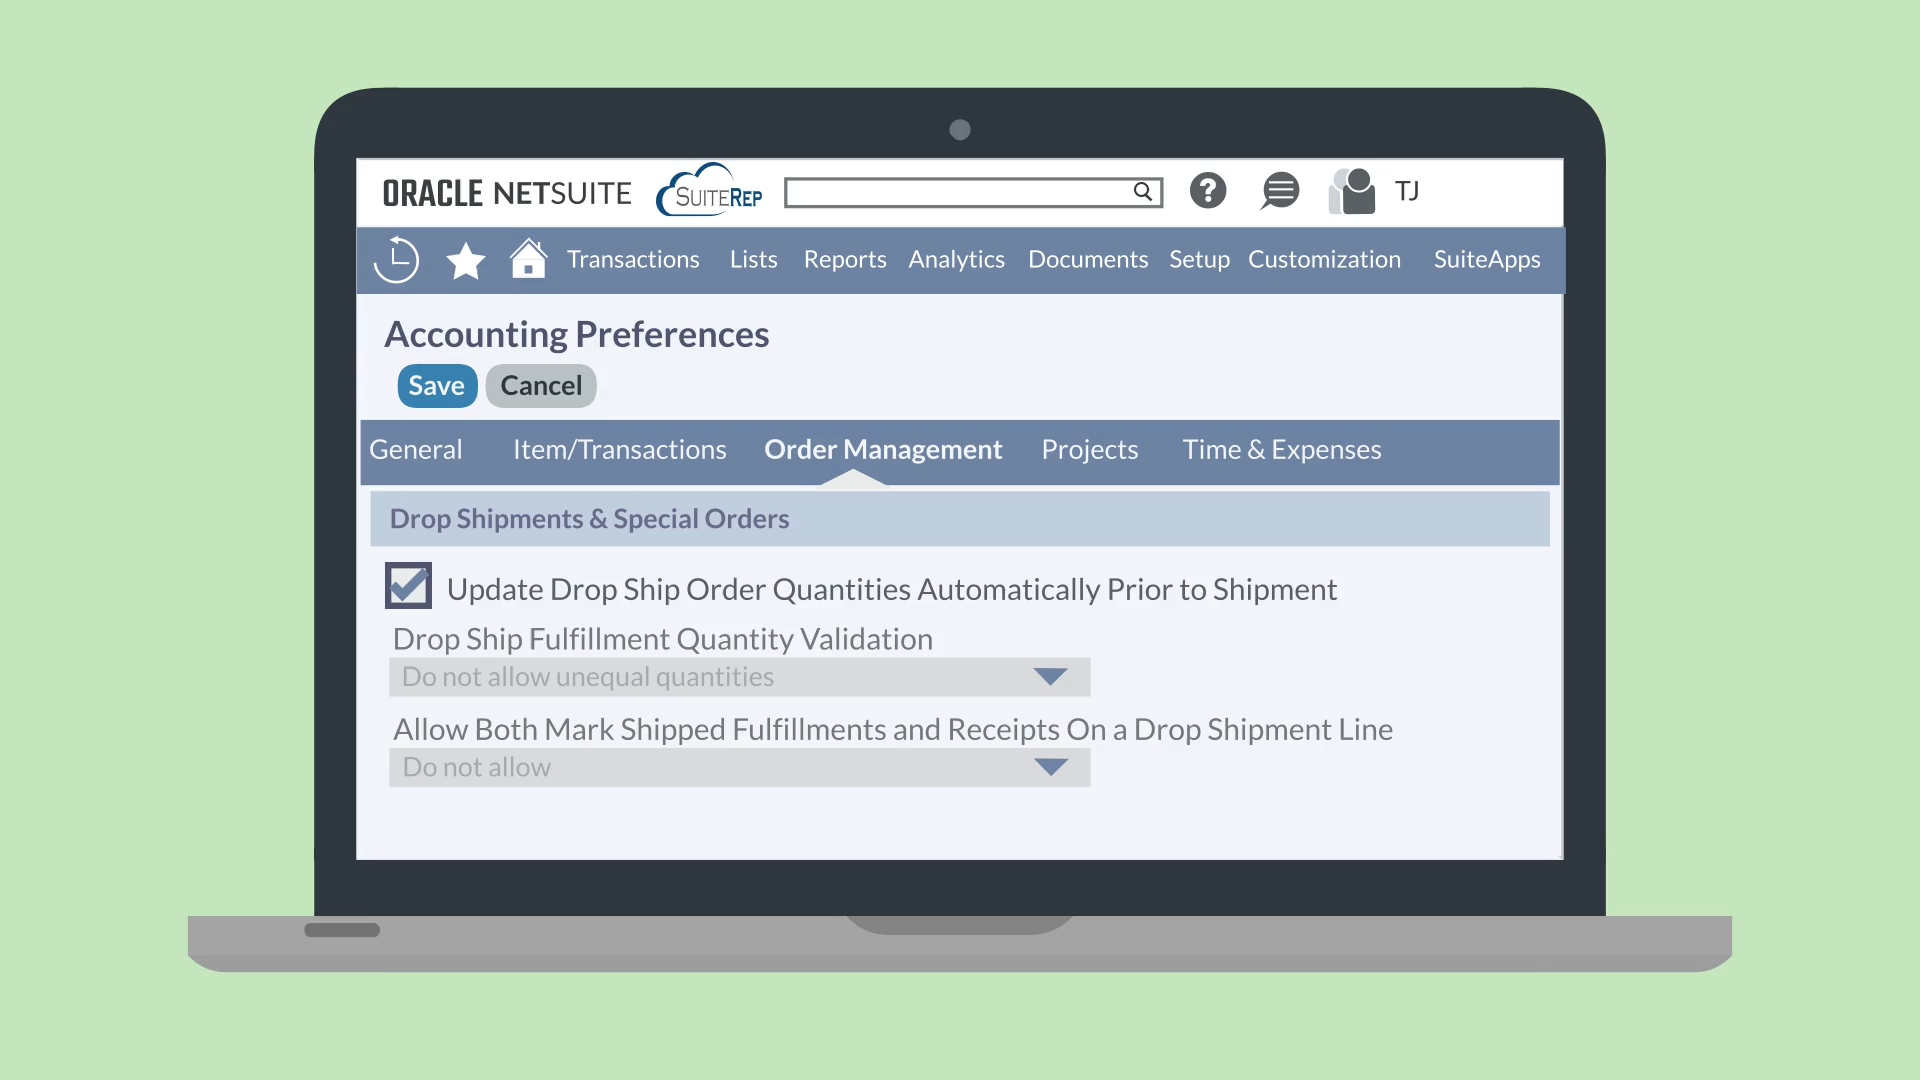 ORACLE NETSUITE SUITEREP ? TJ
Transactions Lists Reports Analytics Documents Setup Customization SuiteApps
Accounting Preferences
Save Cancel
General Item/Transactions Order Management Projects Time & Expenses
Drop Shipments & Special Orders
Update Drop Ship Order Quantities Automatically Prior to Shipment
Drop Ship Fulfillment Quantity Validation
Do not allow unequal quantities
Allow Both Mark Shipped Fulfillments and Receipts On a Drop Shipment Line
Do not allow